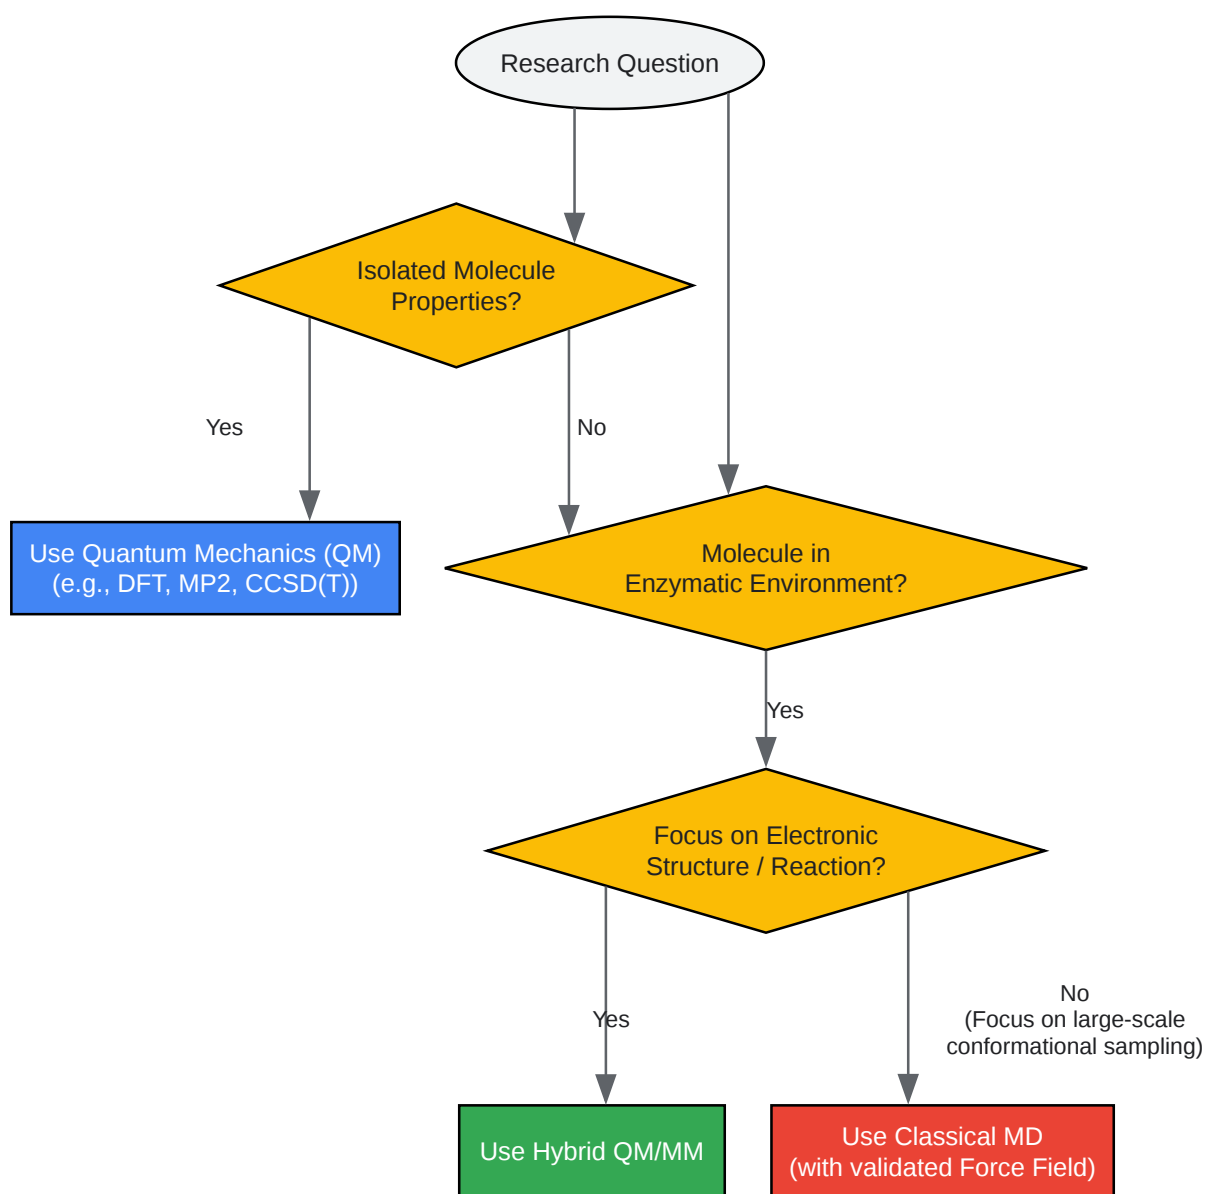 Research Question
Isolated Molecule
Properties?
Yes
No
Use Quantum Mechanics (QM)
(e.g., DFT, MP2, CCSD(T))
Molecule in
Enzymatic Environment?
Yes
Focus on Electronic
Structure / Reaction?
Yes
No
(Focus on large-scale
conformational sampling)
Use Hybrid QM/MM
Use Classical MD
(with validated Force Field)